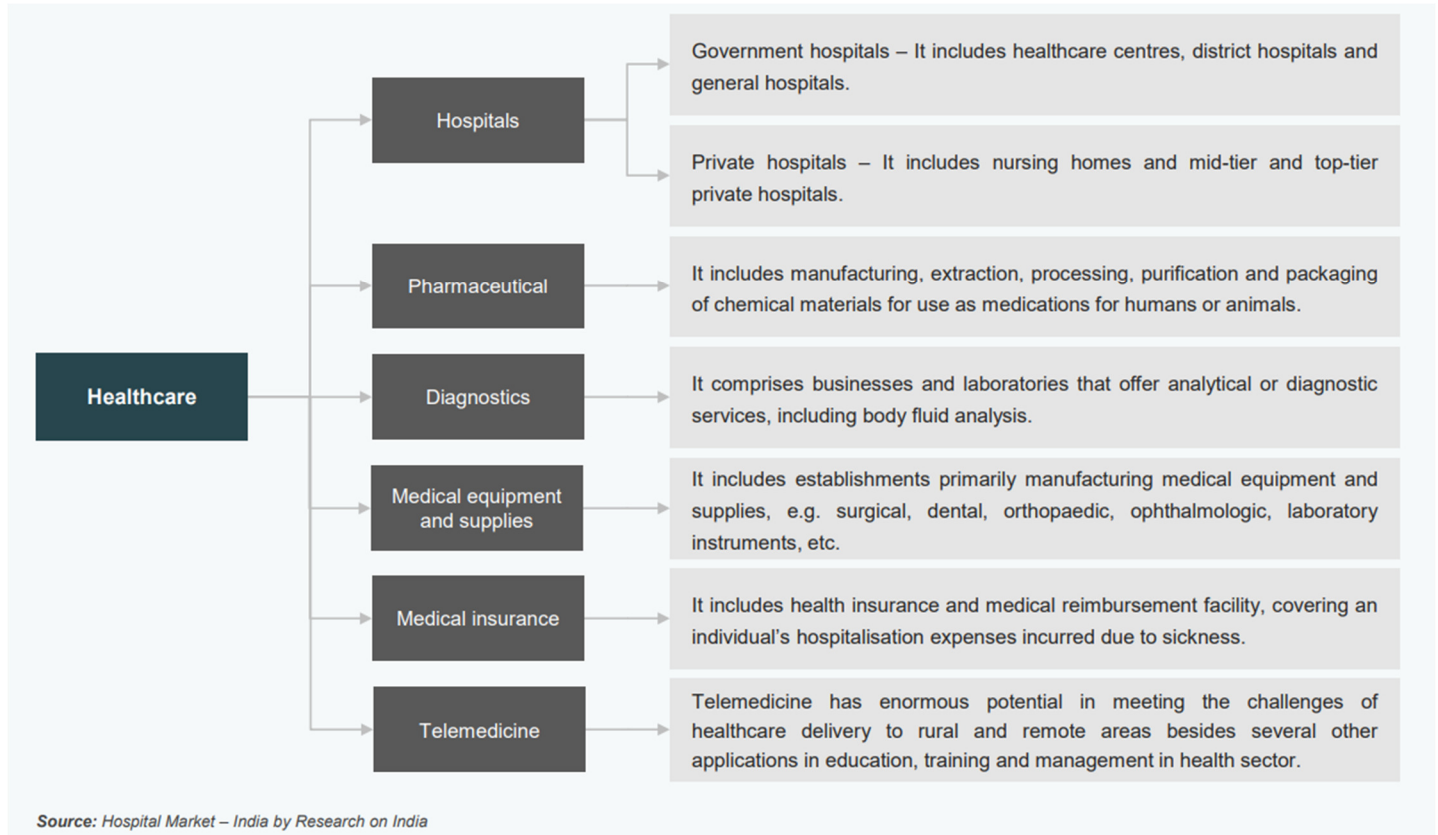 Healthcare
Hospitals
Government hospitals – It includes healthcare centres, district hospitals and
general hospitals.
Private hospitals – It includes nursing homes and mid-tier and top-tier
private hospitals.
Pharmaceutical
It includes manufacturing, extraction, processing, purification and packaging
of chemical materials for use as medications for humans or animals.
Diagnostics
It comprises businesses and laboratories that offer analytical or diagnostic
services, including body fluid analysis.
Medical equipment
and supplies
It includes establishments primarily manufacturing medical equipment and
supplies, e.g. surgical, dental, orthopaedic, ophthalmologic, laboratory
instruments, etc.
Medical insurance
It includes health insurance and medical reimbursement facility, covering an
individual’s hospitalisation expenses incurred due to sickness.
Telemedicine
Telemedicine has enormous potential in meeting the challenges of
healthcare delivery to rural and remote areas besides several other
applications in education, training and management in health sector.
Source: Hospital Market – India by Research on India